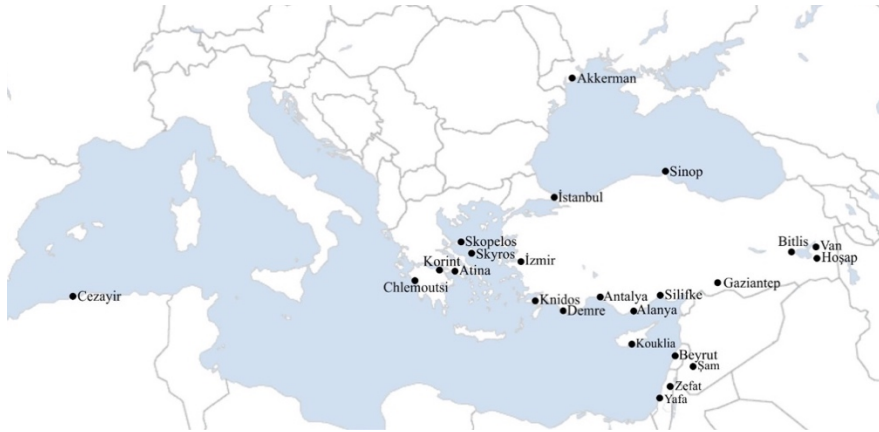 Akkerman
Sinop
İstanbul
Skopelos
Skyros
Korint
Atina
İzmir
Chlemoutsi
Bitlis
Van
Hoşap
Cezayir
Knidos
Demre
Antalya
Alanya
Silifke
Gaziantep
Kouklia
Beyrut
Şam
Zefat
Yafa